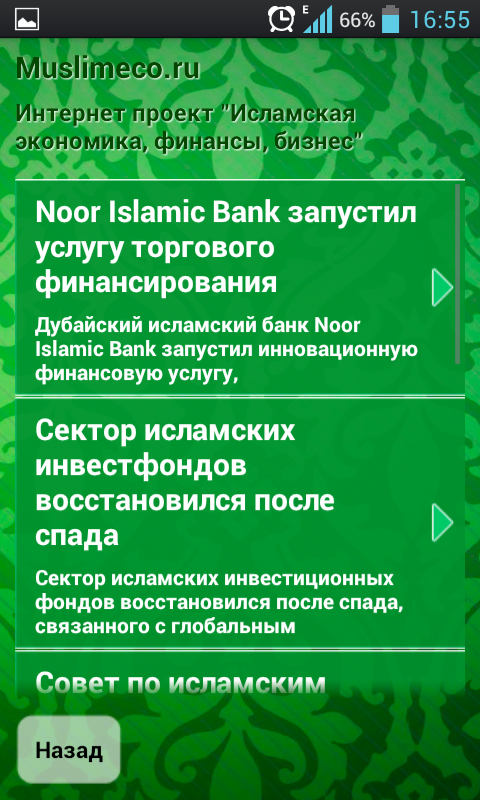 E 66% 16:55
Muslimeco.ru
Интернет проект "Исламская
экономика, финансы, бизнес"
Noor Islamic Bank запустил
услугу торгового
финансирования
Дубайский исламский банк Noor
Islamic Bank запустил инновационную
финансовую услугу,
Сектор исламских
инвестфондов
восстановился после
спада
Сектор исламских инвестиционных
фондов восстановился после спада,
связанного с глобальным
Совет по исламским
Назад